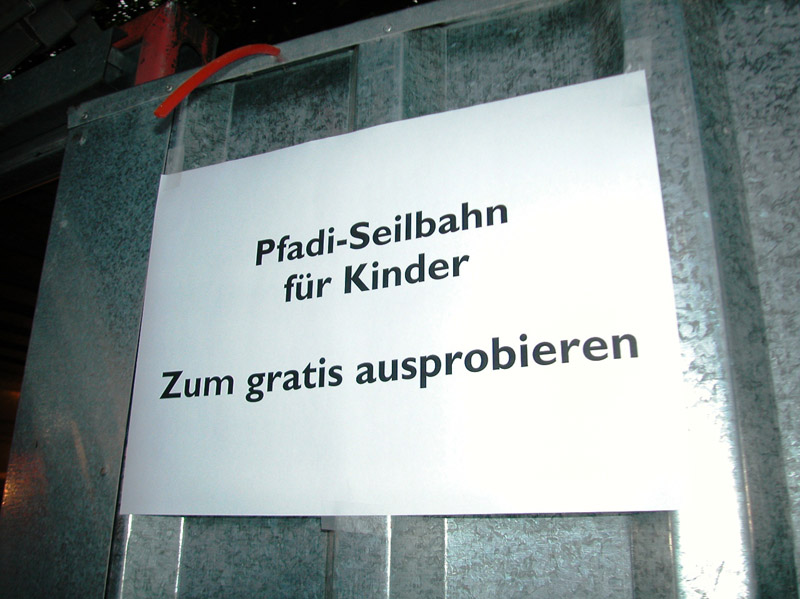 Pfadi-Seilbahn
für Kinder
Zum gratis ausprobieren